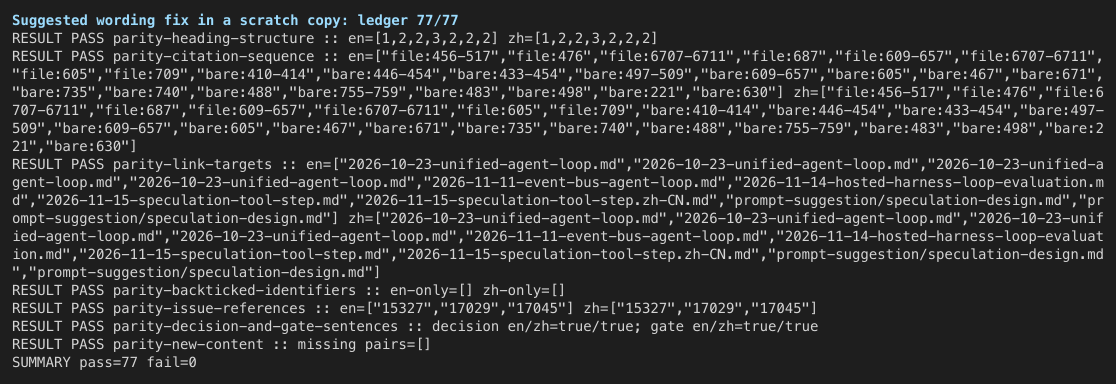 Suggested wording fix in a scratch copy: ledger 77/77
RESULT PASS parity-heading-structure :: en=[1,2,2,3,2,2,2] zh=[1,2,2,3,2,2,2]
RESULT PASS parity-citation-sequence :: en=["file:456-517","file:476","file:6707-6711","file:687","file:609-657","file:6707-6711",
"file:605","file:709","bare:410-414","bare:446-454","bare:433-454","bare:497-509","bare:609-657","bare:605","bare:467","bare:671",
"bare:735","bare:740","bare:488","bare:755-759","bare:483","bare:498","bare:221","bare:630"] zh=["file:456-517","file:476","file:6
707-6711","file:687","file:609-657","file:6707-6711","file:605","file:709","bare:410-414","bare:446-454","bare:433-454","bare:497-
509","bare:609-657","bare:605","bare:467","bare:671","bare:735","bare:740","bare:488","bare:755-759","bare:483","bare:498","bare:2
21","bare:630"]
RESULT PASS parity-link-targets :: en=["2026-10-23-unified-agent-loop.md","2026-10-23-unified-agent-loop.md","2026-10-23-unified-a
gent-loop.md","2026-10-23-unified-agent-loop.md","2026-11-11-event-bus-agent-loop.md","2026-11-14-hosted-harness-loop-evaluation.m
d","2026-11-15-speculation-tool-step.md","2026-11-15-speculation-tool-step.zh-CN.md","prompt-suggestion/speculation-design.md","pr
ompt-suggestion/speculation-design.md"] zh=["2026-10-23-unified-agent-loop.md","2026-10-23-unified-agent-loop.md","2026-10-23-unif
ied-agent-loop.md","2026-10-23-unified-agent-loop.md","2026-11-11-event-bus-agent-loop.md","2026-11-14-hosted-harness-loop-evaluat
ion.md","2026-11-15-speculation-tool-step.md","2026-11-15-speculation-tool-step.zh-CN.md","prompt-suggestion/speculation-design.md
","prompt-suggestion/speculation-design.md"]
RESULT PASS parity-backticked-identifiers :: en-only=[] zh-only=[]
RESULT PASS parity-issue-references :: en=["15327","17029","17045"] zh=["15327","17029","17045"]
RESULT PASS parity-decision-and-gate-sentences :: decision en/zh=true/true; gate en/zh=true/true
RESULT PASS parity-new-content :: missing pairs=[]
SUMMARY pass=77 fail=0